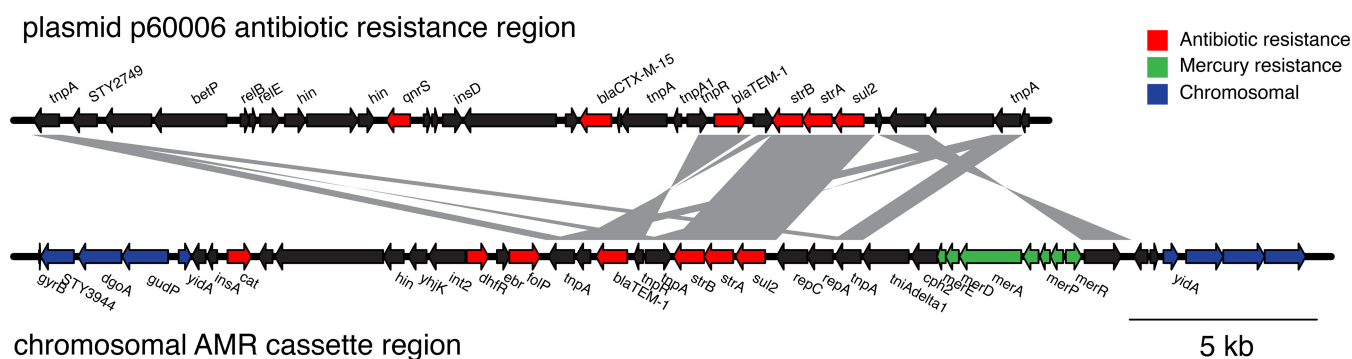 plasmid p60006 antibiotic resistance region
Antibiotic resistance
Mercury resistance
Chromosomal
tnpA STY2749 betP relB relE hin hin qnrS insD blaCTX-M-15 tnpA tnpA1 tnpR blaTEM-1 strB strA sul2 tnpA
gyrB STY3944 dgoA gudP yidA insA cat hin yhiK int2 dhfR ebr folP tnpA blaTEM-1 tnpR tnpA strB strA sul2 repC repA tnpA tniAdelta1 cph2 merE merD merA merP merR yidA
chromosomal AMR cassette region
5 kb